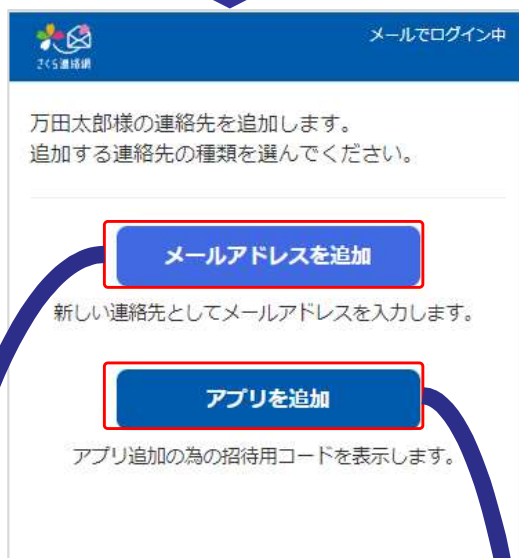 さくら連絡網
メールでログイン中
万田太郎様の連絡先を追加します。
追加する連絡先の種類を選んでください。
メールアドレスを追加
新しい連絡先としてメールアドレスを入力します。
アプリを追加
アプリ追加の為の招待用コードを表示します。